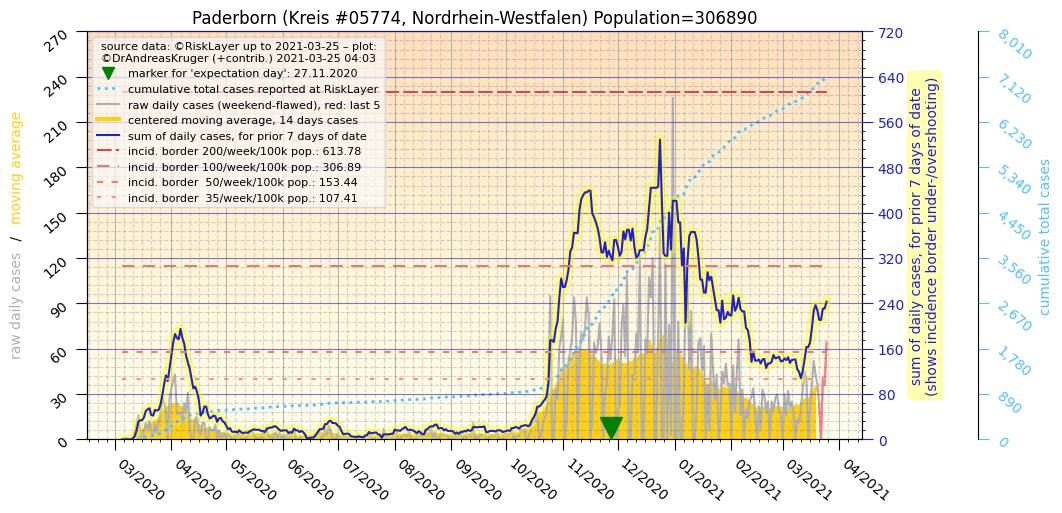 Paderborn (Kreis #05774, Nordrhein-Westfalen) Population=306890
source data: ©RiskLayer up to 2021-03-25 – plot:
©DrAndreasKruger (+contrib.) 2021-03-25 04:03
marker for 'expectation day': 27.11.2020
cumulative total cases reported at RiskLayer
raw daily cases (weekend-flawed), red: last 5
centered moving average, 14 days cases
sum of daily cases, for prior 7 days of date
incid. border 200/week/100k pop.: 613.78
incid. border 100/week/100k pop.: 306.89
incid. border  50/week/100k pop.: 153.44
incid. border  35/week/100k pop.: 107.41
raw daily cases / moving average
270
240
210
180
150
120
90
60
30
0
03/2020
04/2020
05/2020
06/2020
07/2020
08/2020
09/2020
10/2020
11/2020
12/2020
01/2021
02/2021
03/2021
04/2021
720
640
560
480
400
320
240
160
80
0
sum of daily cases, for prior 7 days of date
(shows incidence border under-/overshooting)
8,010
7,120
6,230
5,340
4,450
3,560
2,670
1,780
890
0
cumulative total cases